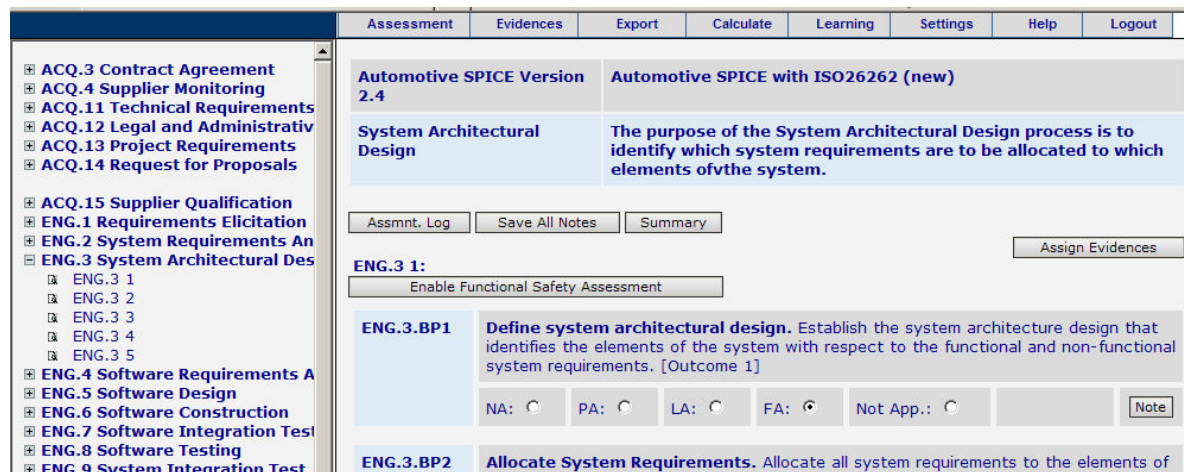 Assessment Evidences Export Calculate Learning Settings Help Logout
ACQ.3 Contract Agreement
ACQ.4 Supplier Monitoring
ACQ.11 Technical Requirements
ACQ.12 Legal and Administrativ
ACQ.13 Project Requirements
ACQ.14 Request for Proposals
ACQ.15 Supplier Qualification
ENG.1 Requirements Elicitation
ENG.2 System Requirements An
ENG.3 System Architectural Des
ENG.3 1
ENG.3 2
ENG.3 3
ENG.3 4
ENG.3 5
ENG.4 Software Requirements A
ENG.5 Software Design
ENG.6 Software Construction
ENG.7 Software Integration Test
ENG.8 Software Testing
ENG.9 System Integration Test
Automotive SPICE Version
2.4
Automotive SPICE with ISO26262 (new)
System Architectural
Design
The purpose of the System Architectural Design process is to
identify which system requirements are to be allocated to which
elements ofvthe system.
Assmnt. Log Save All Notes Summary
Assign Evidences
ENG.3 1:
Enable Functional Safety Assessment
ENG.3.BP1
Define system architectural design. Establish the system architecture design that
identifies the elements of the system with respect to the functional and non-functional
system requirements. [Outcome 1]
NA: PA: LA: FA: Not App.: Note
ENG.3.BP2
Allocate System Requirements. Allocate all system requirements to the elements of